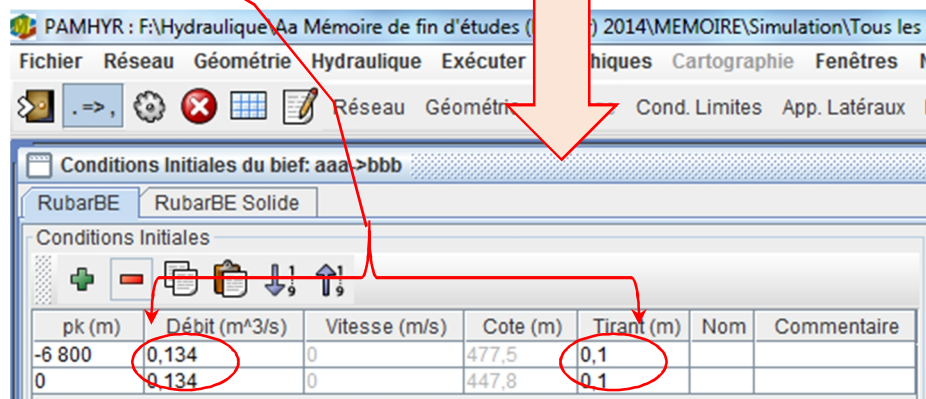 PAMHYR : F:\Hydraulique\Aa Mémoire de fin d'études ( r) 2014\MEMOIRE\Simulation\Tous les
Fichier Réseau Géométrie Hydraulique Exécuter hiques Cartographie Fenêtres
.=>, Réseau Géométrie Cond. Limites App. Latéraux
Conditions Initiales du bief: aaa->bbb
RubarBE RubarBE Solide
Conditions Initiales
pk (m) Débit (m^3/s) Vitesse (m/s) Cote (m) Tirant (m) Nom Commentaire
-6 800 0,134 0 477,5 0,1
0 0,134 0 447,8 0,1